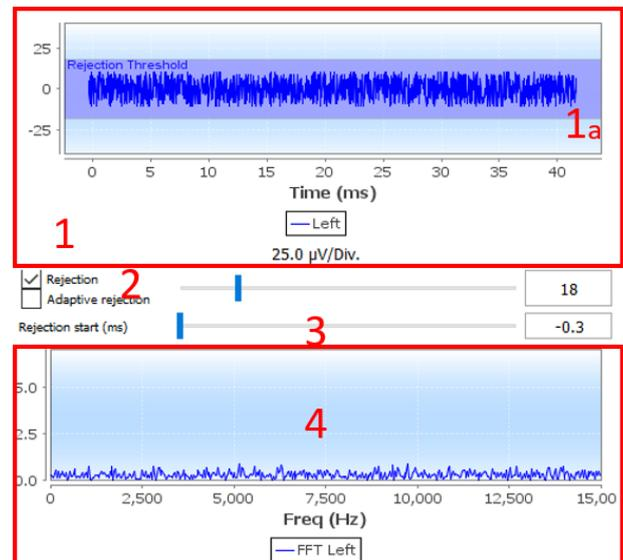 25
Rejection Threshold
0
1a
-25
0 5 10 15 20 25 30 35 40
Time (ms)
Left
1
25.0 µV/Div.
Rejection
2
18
Adaptive rejection
Rejection start (ms)
3
-0.3
5.0
4
2.5
0.0
0 2,500 5,000 7,500 10,000 12,500 15,00
Freq (Hz)
FFT Left